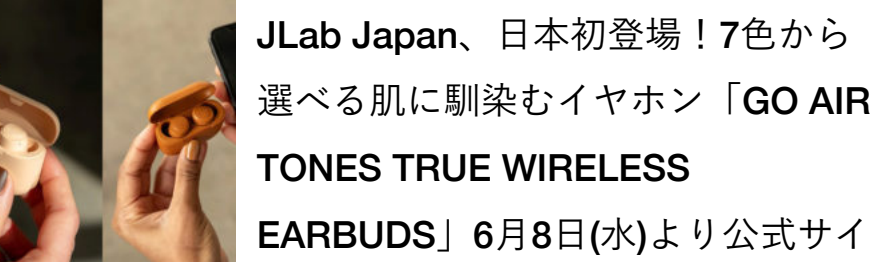 JLab Japan、日本初登場！7色から
選べる肌に馴染むイヤホン「GO AIR
TONES TRUE WIRELESS
EARBUDS」6月8日(水)より公式サイ